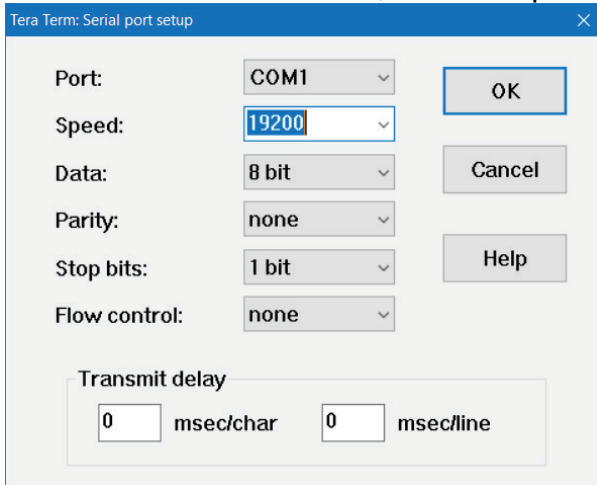 Tera Term: Serial port setup
Port: COM1
OK
Speed: 19200
Data: 8 bit
Cancel
Parity: none
Stop bits: 1 bit
Help
Flow control: none
Transmit delay
0 msec/char 0 msec/line